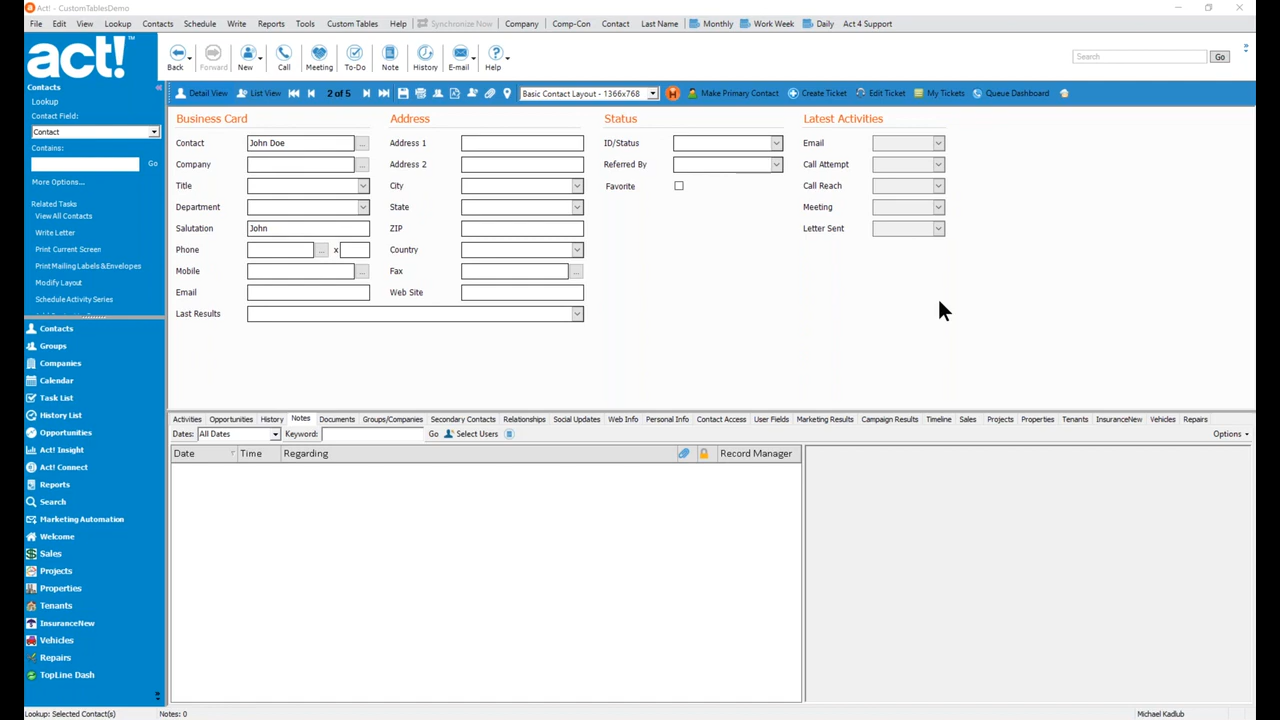 Act! - CustomTablesDemo
File Edit View Lookup Contacts Schedule Write Reports Tools Custom Tables Help Synchronize Now Company Comp-Con Contact Last Name Monthly Work Week Daily Act 4 Support
act!™
Back Forward New Call Meeting To-Do Note History E-mail Help
Search Go
Contacts
Lookup
Contact Field:
Contact
Contains:
Go
More Options...
Related Tasks
View All Contacts
Write Letter
Print Current Screen
Print Mailing Labels & Envelopes
Modify Layout
Schedule Activity Series
Contacts
Groups
Companies
Calendar
Task List
History List
Opportunities
Act! Insight
Act! Connect
Reports
Search
Marketing Automation
Welcome
Sales
Projects
Properties
Tenants
InsuranceNew
Vehicles
Repairs
TopLine Dash
Detail View List View 2 of 5 Basic Contact Layout - 1366x768 H Make Primary Contact Create Ticket Edit Ticket My Tickets Queue Dashboard
Business Card Address Status Latest Activities
Contact John Doe ... Address 1 ID/Status Email
Company ... Address 2 Referred By Call Attempt
Title City Favorite Call Reach
Department State Meeting
Salutation John ZIP Letter Sent
Phone ... x Country
Mobile ... Fax ...
Email Web Site
Last Results
Activities Opportunities History Notes Documents Groups/Companies Secondary Contacts Relationships Social Updates Web Info Personal Info Contact Access User Fields Marketing Results Campaign Results Timeline Sales Projects Properties Tenants InsuranceNew Vehicles Repairs
Dates: All Dates Keyword: Go Select Users Options
Date Time Regarding Record Manager
Lookup: Selected Contact(s) Notes: 0 Michael Kadlub